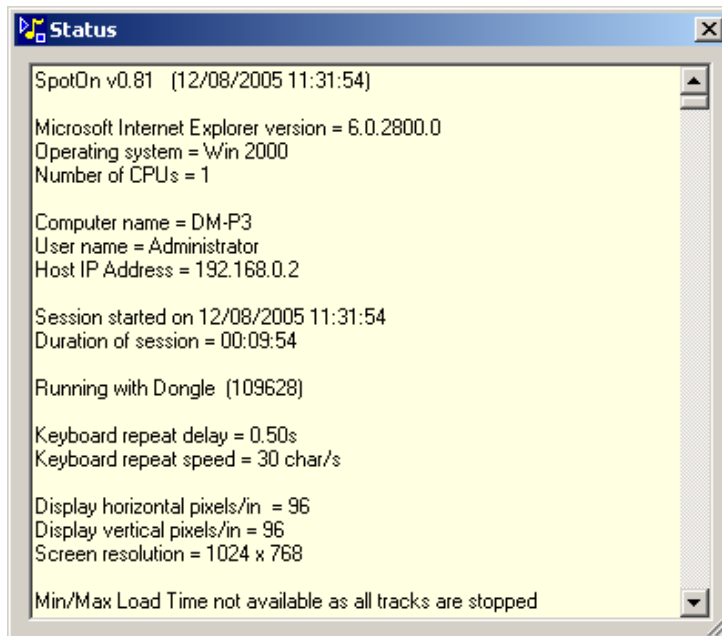 Status
SpotOn v0.81 (12/08/2005 11:31:54)
Microsoft Internet Explorer version = 6.0.2800.0
Operating system = Win 2000
Number of CPUs = 1
Computer name = DM-P3
User name = Administrator
Host IP Address = 192.168.0.2
Session started on 12/08/2005 11:31:54
Duration of session = 00:09:54
Running with Dongle (109628)
Keyboard repeat delay = 0.50s
Keyboard repeat speed = 30 char/s
Display horizontal pixels/in = 96
Display vertical pixels/in = 96
Screen resolution = 1024 x 768
Min/Max Load Time not available as all tracks are stopped